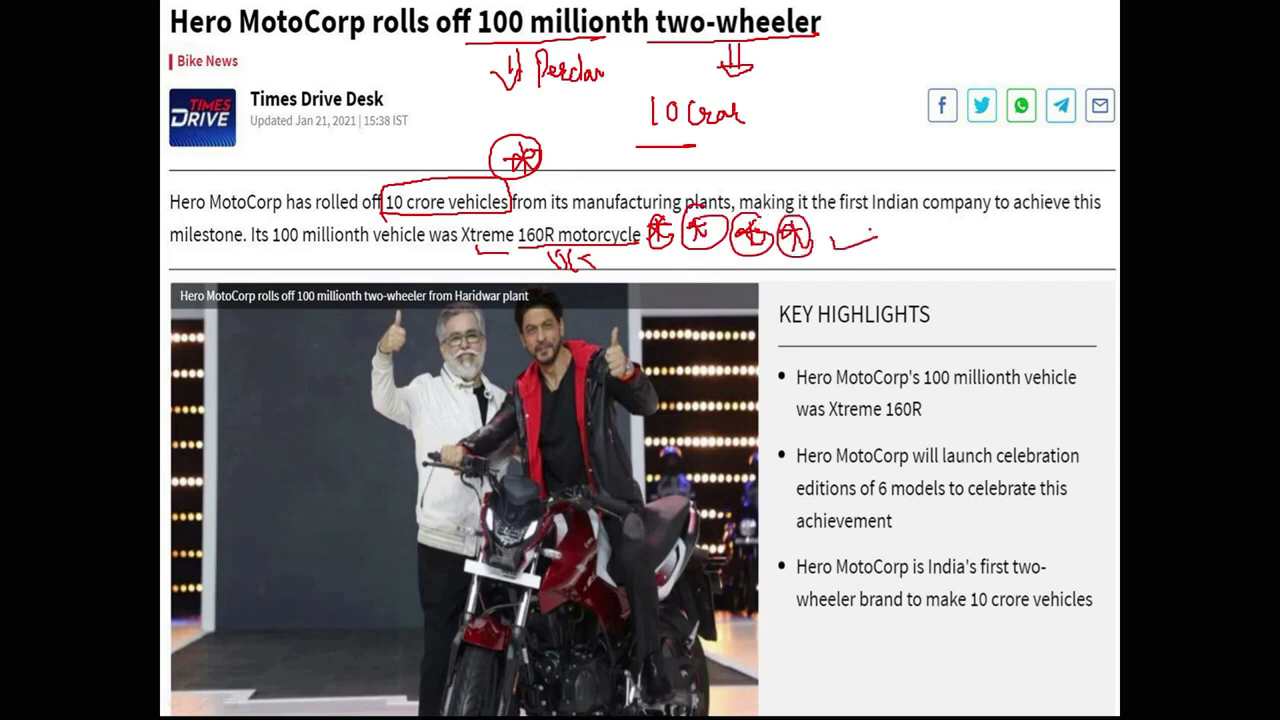 Hero MotoCorp rolls off 100 millionth two-wheeler
Bike News
TIMES
DRIVE
Times Drive Desk
Updated Jan 21, 2021 | 15:38 IST
10 Cror
Hero MotoCorp has rolled off 10 crore vehicles from its manufacturing plants, making it the first Indian company to achieve this
milestone. Its 100 millionth vehicle was Xtreme 160R motorcycle
Hero MotoCorp rolls off 100 millionth two-wheeler from Haridwar plant
KEY HIGHLIGHTS
Hero MotoCorp's 100 millionth vehicle
was Xtreme 160R
Hero MotoCorp will launch celebration
editions of 6 models to celebrate this
achievement
Hero MotoCorp is India's first two-
wheeler brand to make 10 crore vehicles